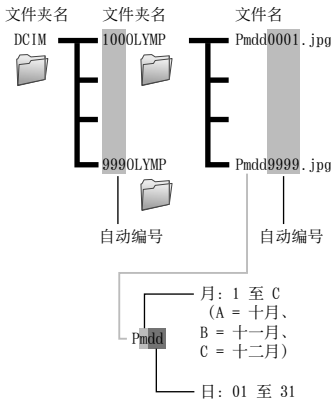 文件夹名 文件夹名 文件名
DCIM 100OLYMP Pmdd0001.jpg
999OLYMP Pmdd9999.jpg
自动编号 自动编号
月: 1 至 C
(A = 十月、
B = 十一月、
C = 十二月)
Pmdd
日: 01 至 31